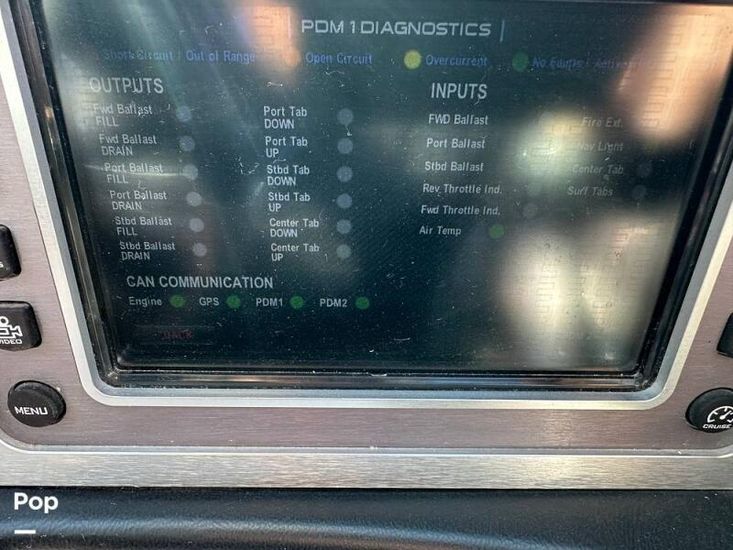 PDM 1 DIAGNOSTICS
Short Circuit / Out of Range Open Circuit Overcurrent No Faults / Active
OUTPUTS
Fwd Ballast
FILL
Fwd Ballast
DRAIN
Port Ballast
FILL
Port Ballast
DRAIN
Stbd Ballast
FILL
Stbd Ballast
DRAIN
Port Tab
DOWN
Port Tab
UP
Stbd Tab
DOWN
Stbd Tab
UP
Center Tab
DOWN
Center Tab
UP
INPUTS
FWD Ballast
Port Ballast
Stbd Ballast
Rev Throttle Ind.
Fwd Throttle Ind.
Air Temp
Fire Ext.
Nav Light
Center Tab
Surf Tabs
CAN COMMUNICATION
Engine GPS PDM1 PDM2
BACK
VIDEO
MENU
CRUISE
Pop